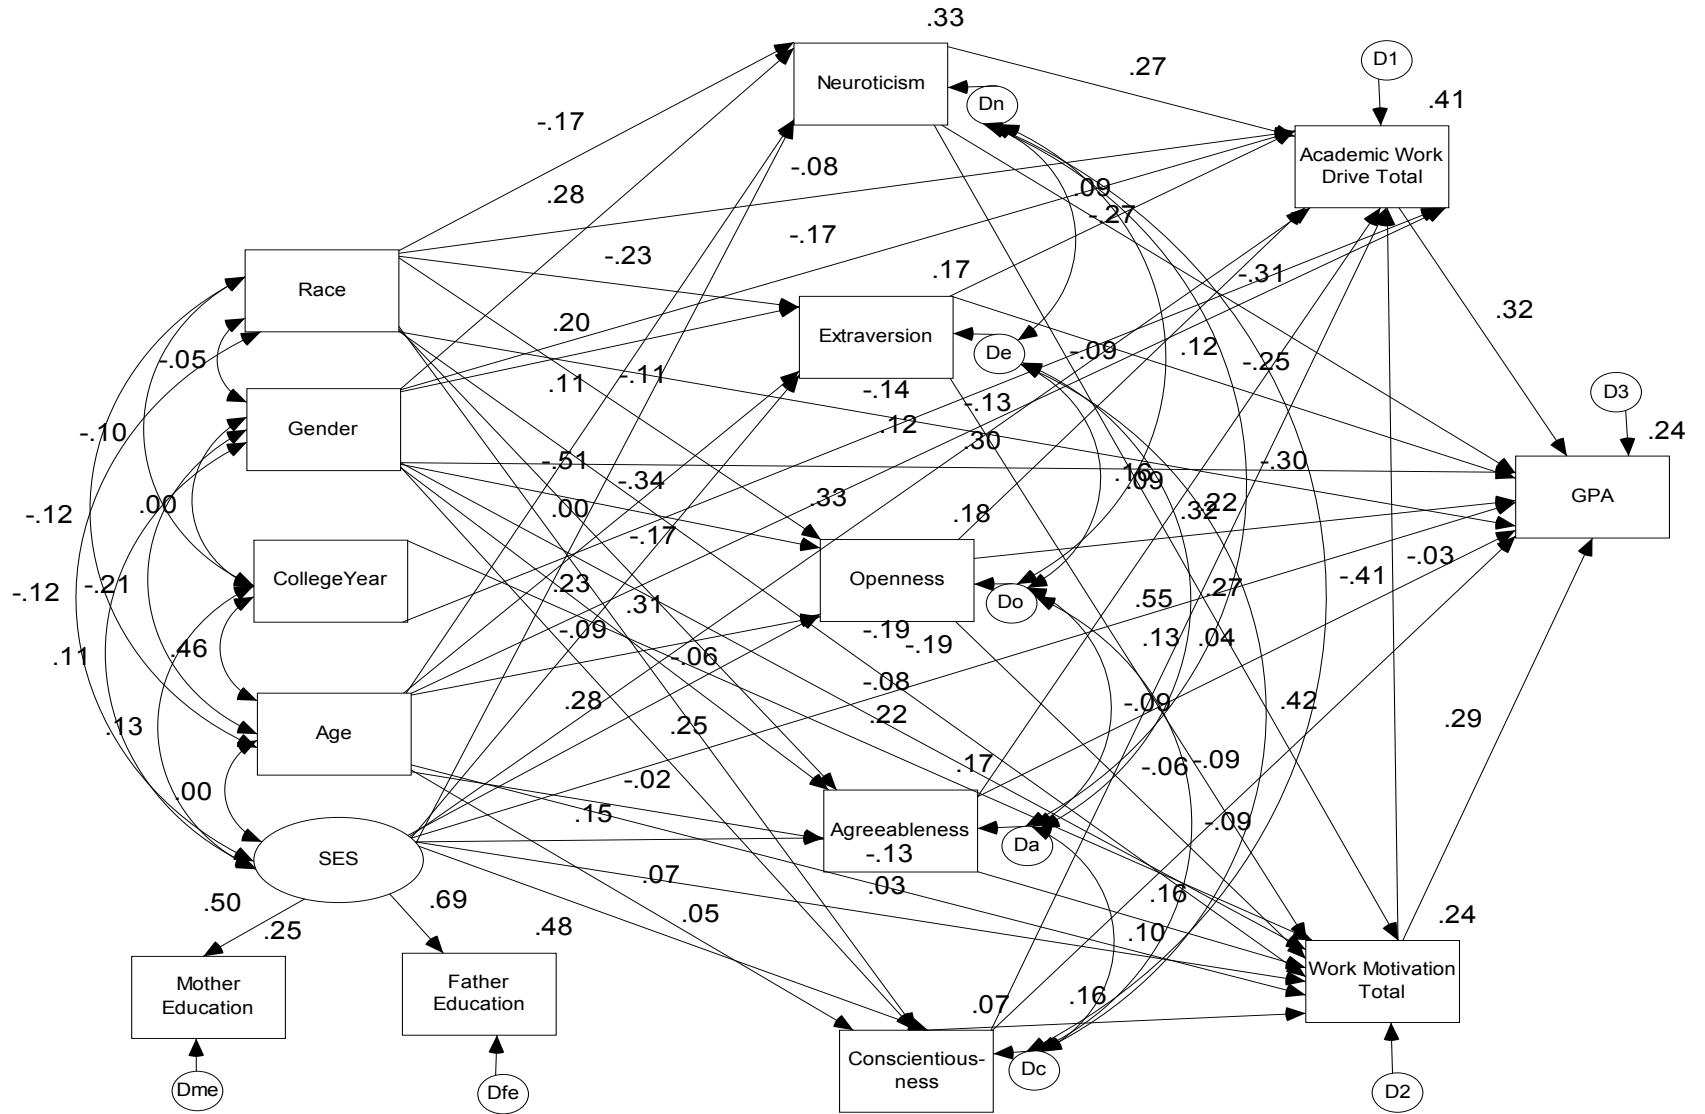 .33
Neuroticism
Dn
.27
D1
.41
Academic Work
Drive Total
-.17
.28
-.08
.09
-.27
-.17
-.23
.17
-.31
Race
.20
Extraversion
De
-.09
.12
-.25
.32
-.05
.11
-.11
-.14
-.13
D3
.24
Gender
-.10
.12
.30
-.51
-.34
.16
.09
-.30
GPA
-.12
.00
.00
.33
.18
.32
.22
-.17
-.03
CollegeYear
Openness
Do
-.12
-.21
.23
.31
.55
.27
-.41
.11
.46
-.09
-.06
-.19
-.19
.13
.04
-.08
Age
.13
.28
.25
.22
-.09
.42
.29
.00
-.02
.17
-.06
-.09
.15
SES
Agreeableness
-.13
Da
-.09
.50
.25
.69
.48
.07
.05
.03
.16
.10
.24
Mother
Education
Father
Education
.07
.16
Work Motivation
Total
Conscientious-
ness
Dc
Dme
Dfe
D2